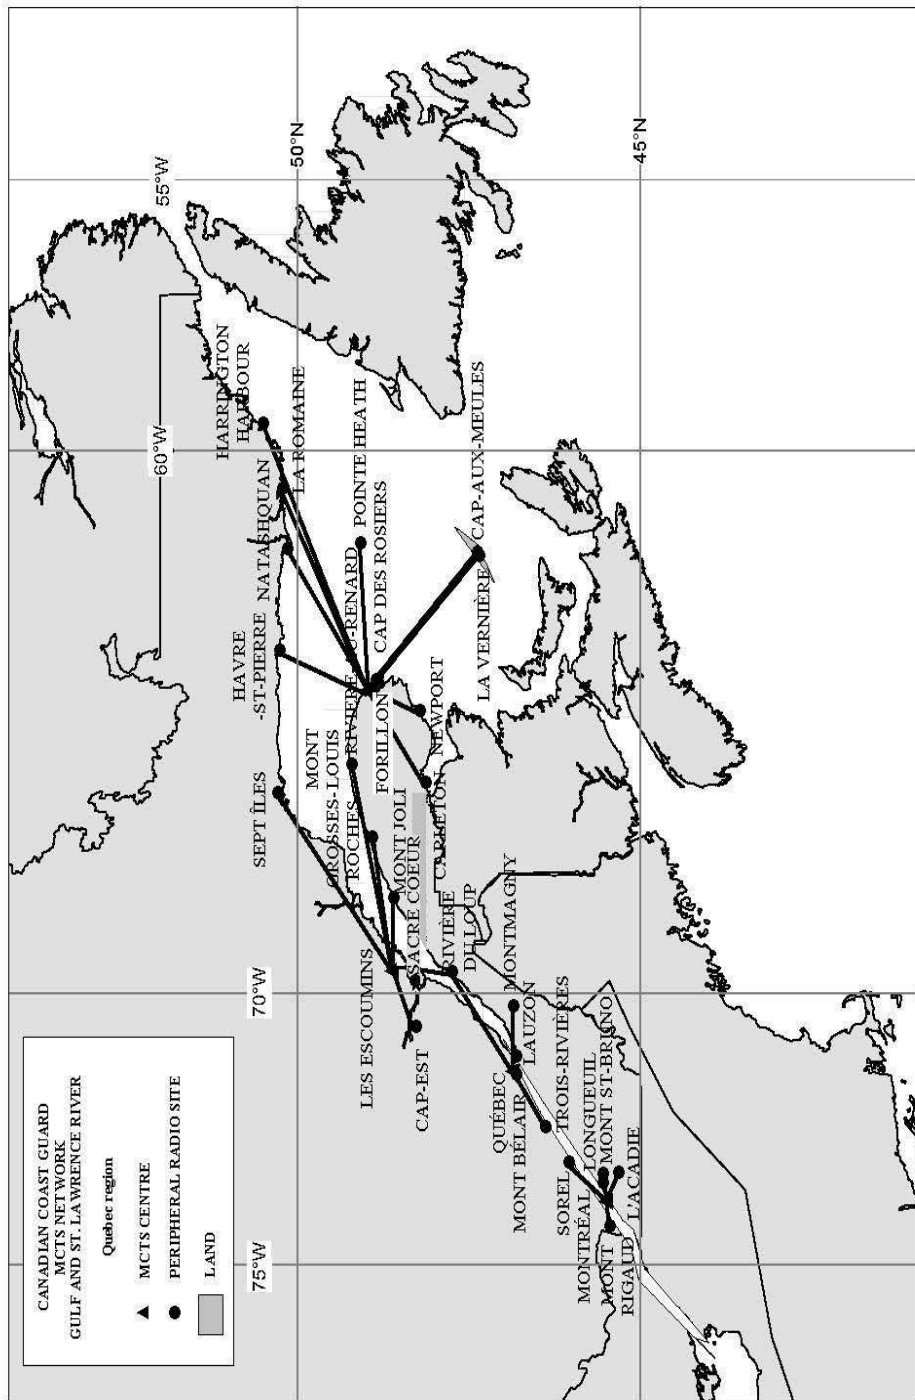 CANADIAN COAST GUARD
MCTS NETWORK
GULF AND ST. LAWRENCE RIVER
Quebec region
MCTS CENTRE
PERIPHERAL RADIO SITE
LAND
75°W
70°W
60°W
55°W
50°N
45°N
SEPT ÎLES
HAVRE
-ST-PIERRE
NATASHQUAN
HARRINGTON
HARBOUR
LA ROMAINE
MONT
LOUIS
GROSSES-
ROCHES
RIVIÈRE
U-RENARD
POINTE HEATH
CAP DES ROSIERS
FORILLON
CAP-AUX-MEULES
LA VERNIÈRE
NEWPORT
CARLETON
MONT JOLI
SACRÉ COEUR
LES ESCOUMINS
CAP-EST
RIVIÈRE
DU LOUP
MONTMAGNY
LAUZON
QUÉBEC
MONT BÉLAIR
TROIS-RIVIÈRES
SOREL
LONGUEUIL
MONT ST-BRUNO
MONTRÉAL
MONT
RIGAUD
L'ACADIE